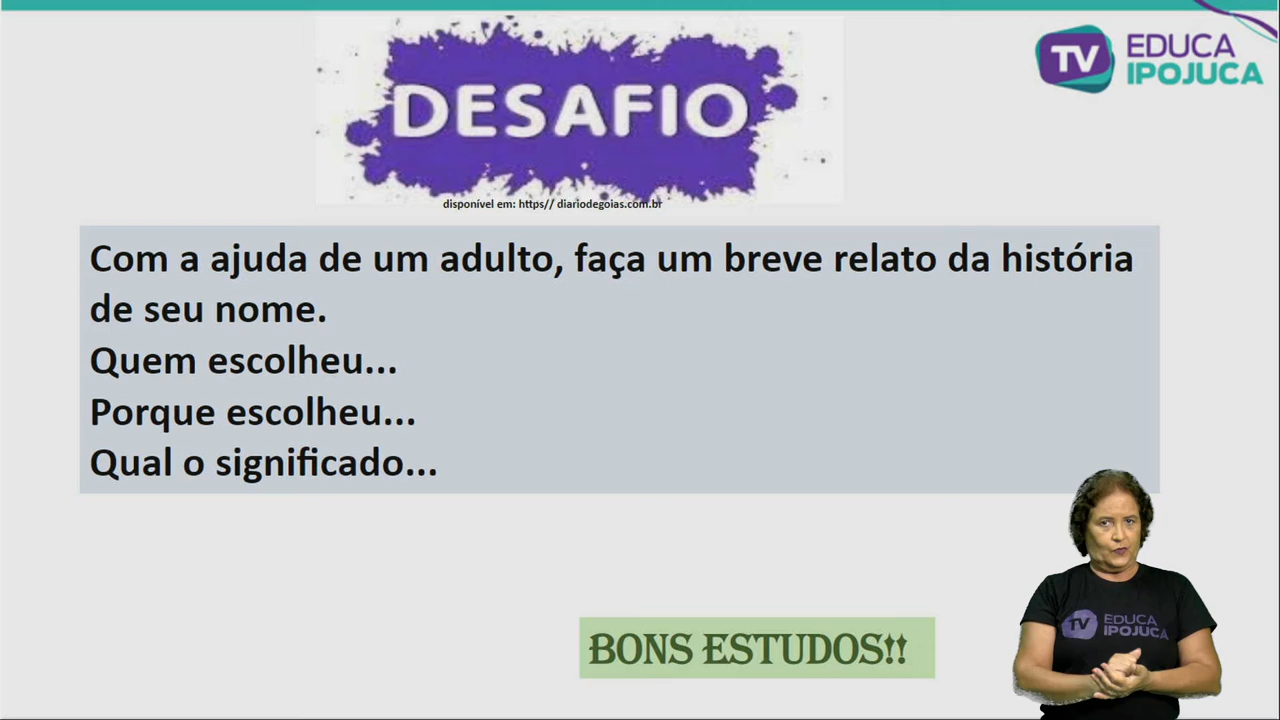 DESAFIO
TV EDUCA
IPOJUCA
disponível em: https// diariodegoias.com.br
Com a ajuda de um adulto, faça um breve relato da história
de seu nome.
Quem escolheu...
Porque escolheu...
Qual o significado...
BONS ESTUDOS!!
TV EDUCA
IPOJUCA